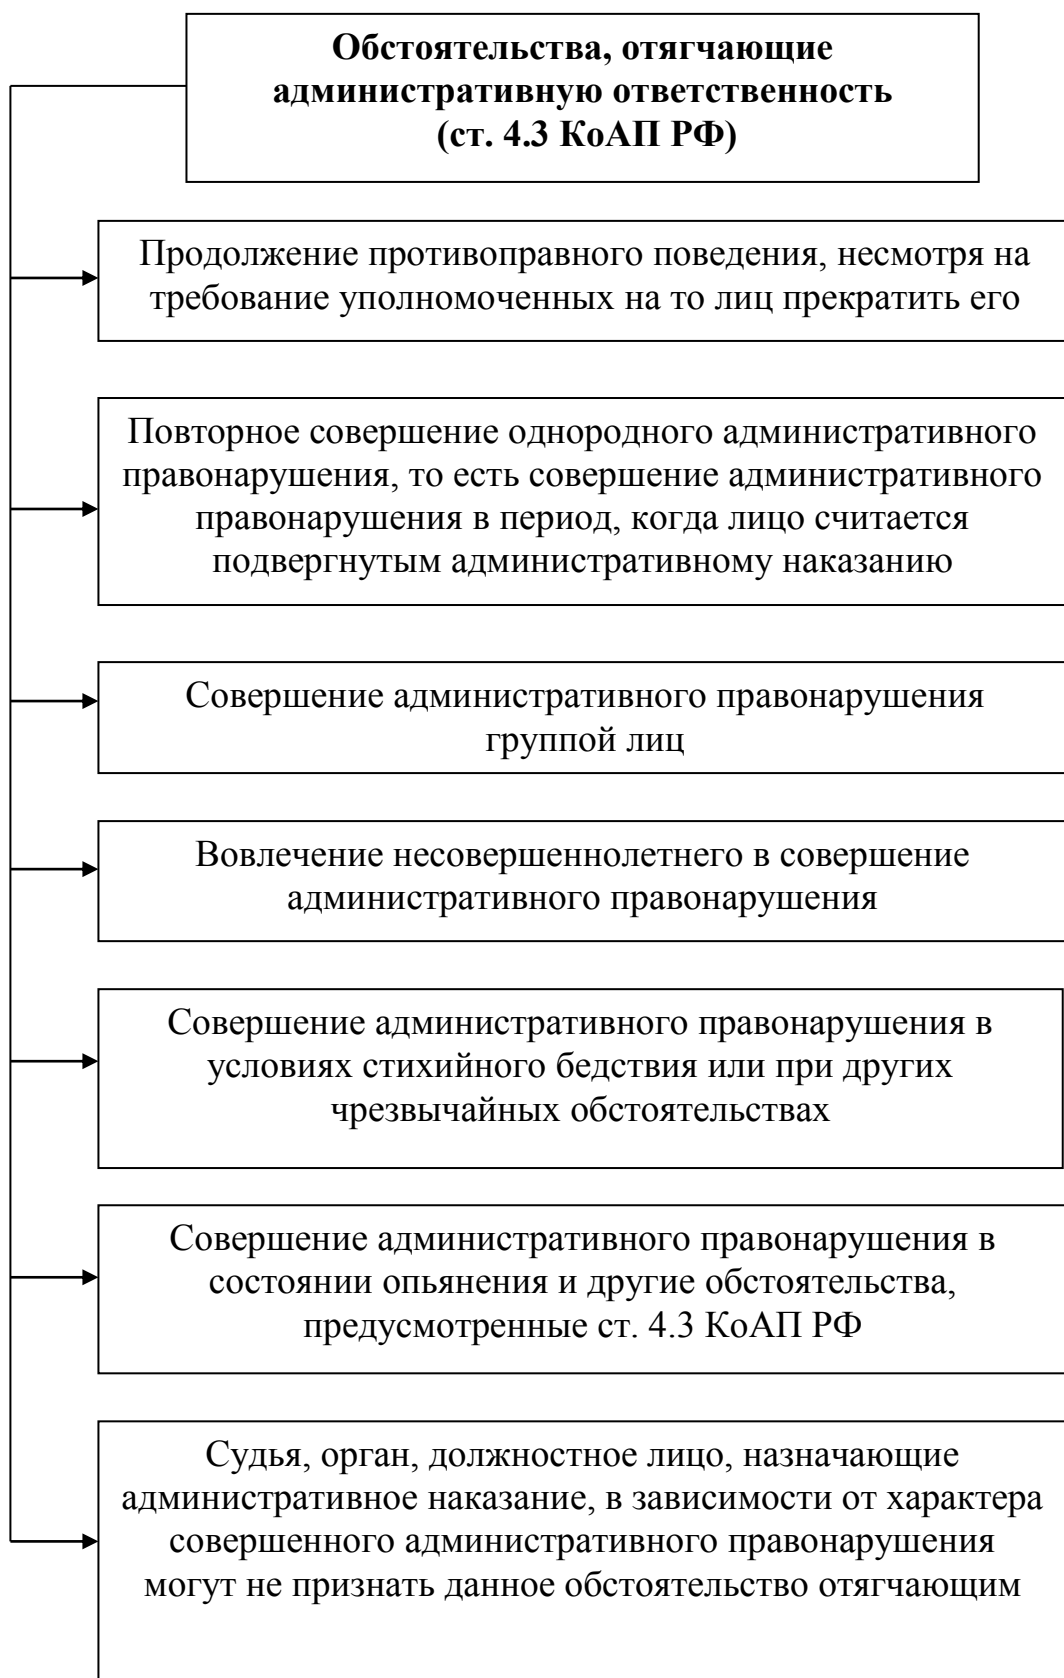 Обстоятельства, отягчающие
административную ответственность
(ст. 4.3 КоАП РФ)
Продолжение противоправного поведения, несмотря на
требование уполномоченных на то лиц прекратить его
Повторное совершение однородного административного
правонарушения, то есть совершение административного
правонарушения в период, когда лицо считается
подвергнутым административному наказанию
Совершение административного правонарушения
группой лиц
Вовлечение несовершеннолетнего в совершение
административного правонарушения
Совершение административного правонарушения в
условиях стихийного бедствия или при других
чрезвычайных обстоятельствах
Совершение административного правонарушения в
состоянии опьянения и другие обстоятельства,
предусмотренные ст. 4.3 КоАП РФ
Судья, орган, должностное лицо, назначающие
административное наказание, в зависимости от характера
совершенного административного правонарушения
могут не признать данное обстоятельство отягчающим